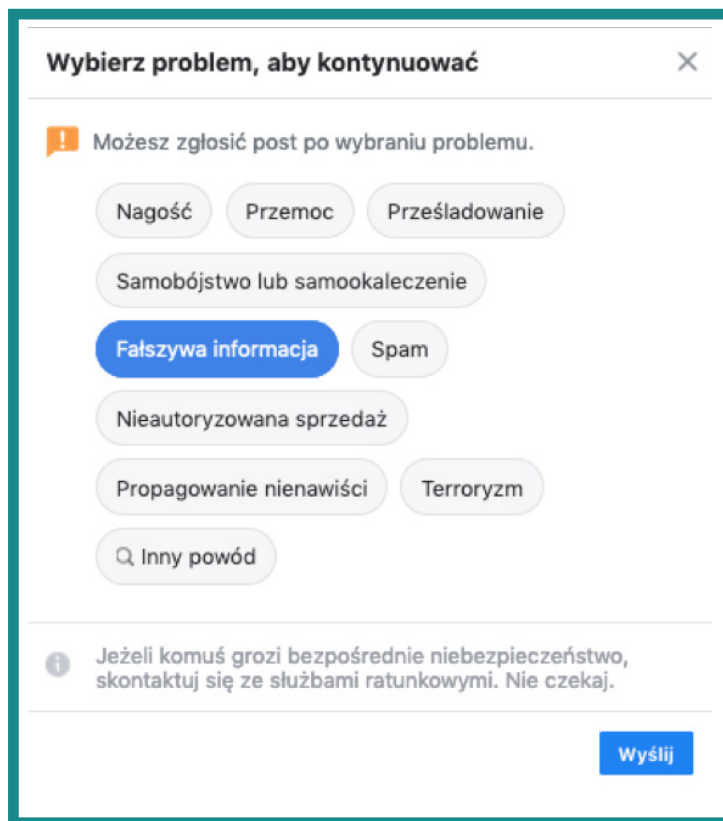 Wybierz problem, aby kontynuować
Możesz zgłosić post po wybraniu problemu.
Nagość Przemoc Prześladowanie
Samobójstwo lub samookaleczenie
Fałszywa informacja Spam
Nieautoryzowana sprzedaż
Propagowanie nienawiści Terroryzm
Inny powód
Jeżeli komuś grozi bezpośrednie niebezpieczeństwo,
skontaktuj się ze służbami ratunkowymi. Nie czekaj.
Wyślij